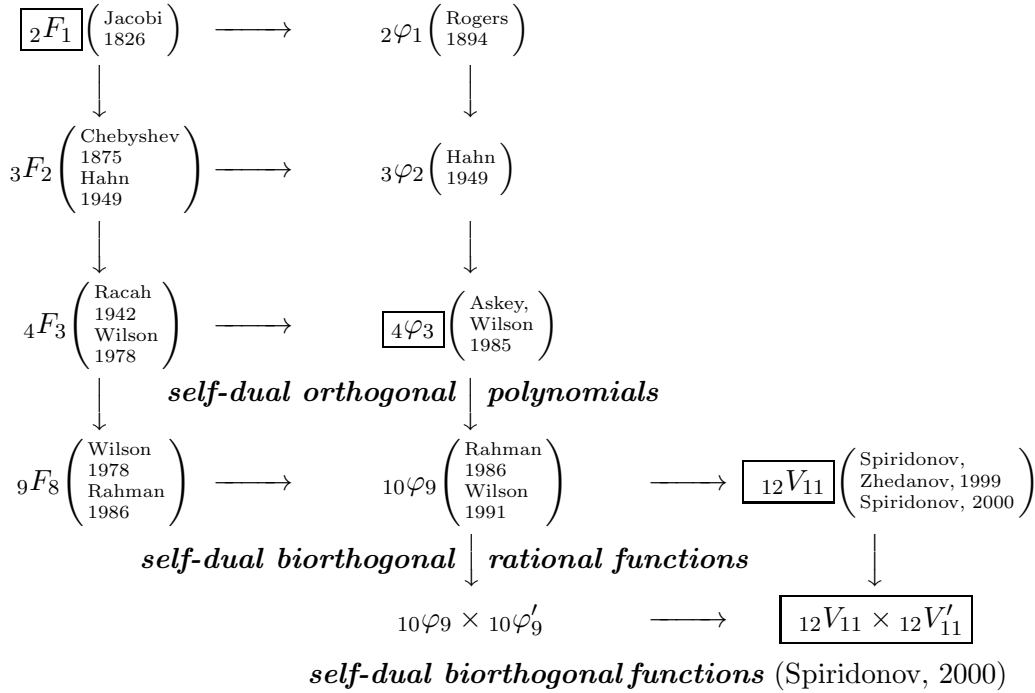 ₂F₁ ( Jacobi 1826 ) ⟶ ₂φ₁ ( Rogers 1894 )
₃F₂ ( Chebyshev 1875 Hahn 1949 ) ⟶ ₃φ₂ ( Hahn 1949 )
₄F₃ ( Racah 1942 Wilson 1978 ) ⟶ ₄φ₃ ( Askey, Wilson 1985 )
self-dual orthogonal polynomials
₉F₈ ( Wilson 1978 Rahman 1986 ) ⟶ ₁₀φ₉ ( Rahman 1986 Wilson 1991 ) ⟶ ₁₂V₁₁ ( Spiridonov, Zhedanov, 1999 Spiridonov, 2000 )
self-dual biorthogonal rational functions
₁₀φ₉ × ₁₀φ′₉ ⟶ ₁₂V₁₁ × ₁₂V′₁₁
self-dual biorthogonal functions (Spiridonov, 2000)